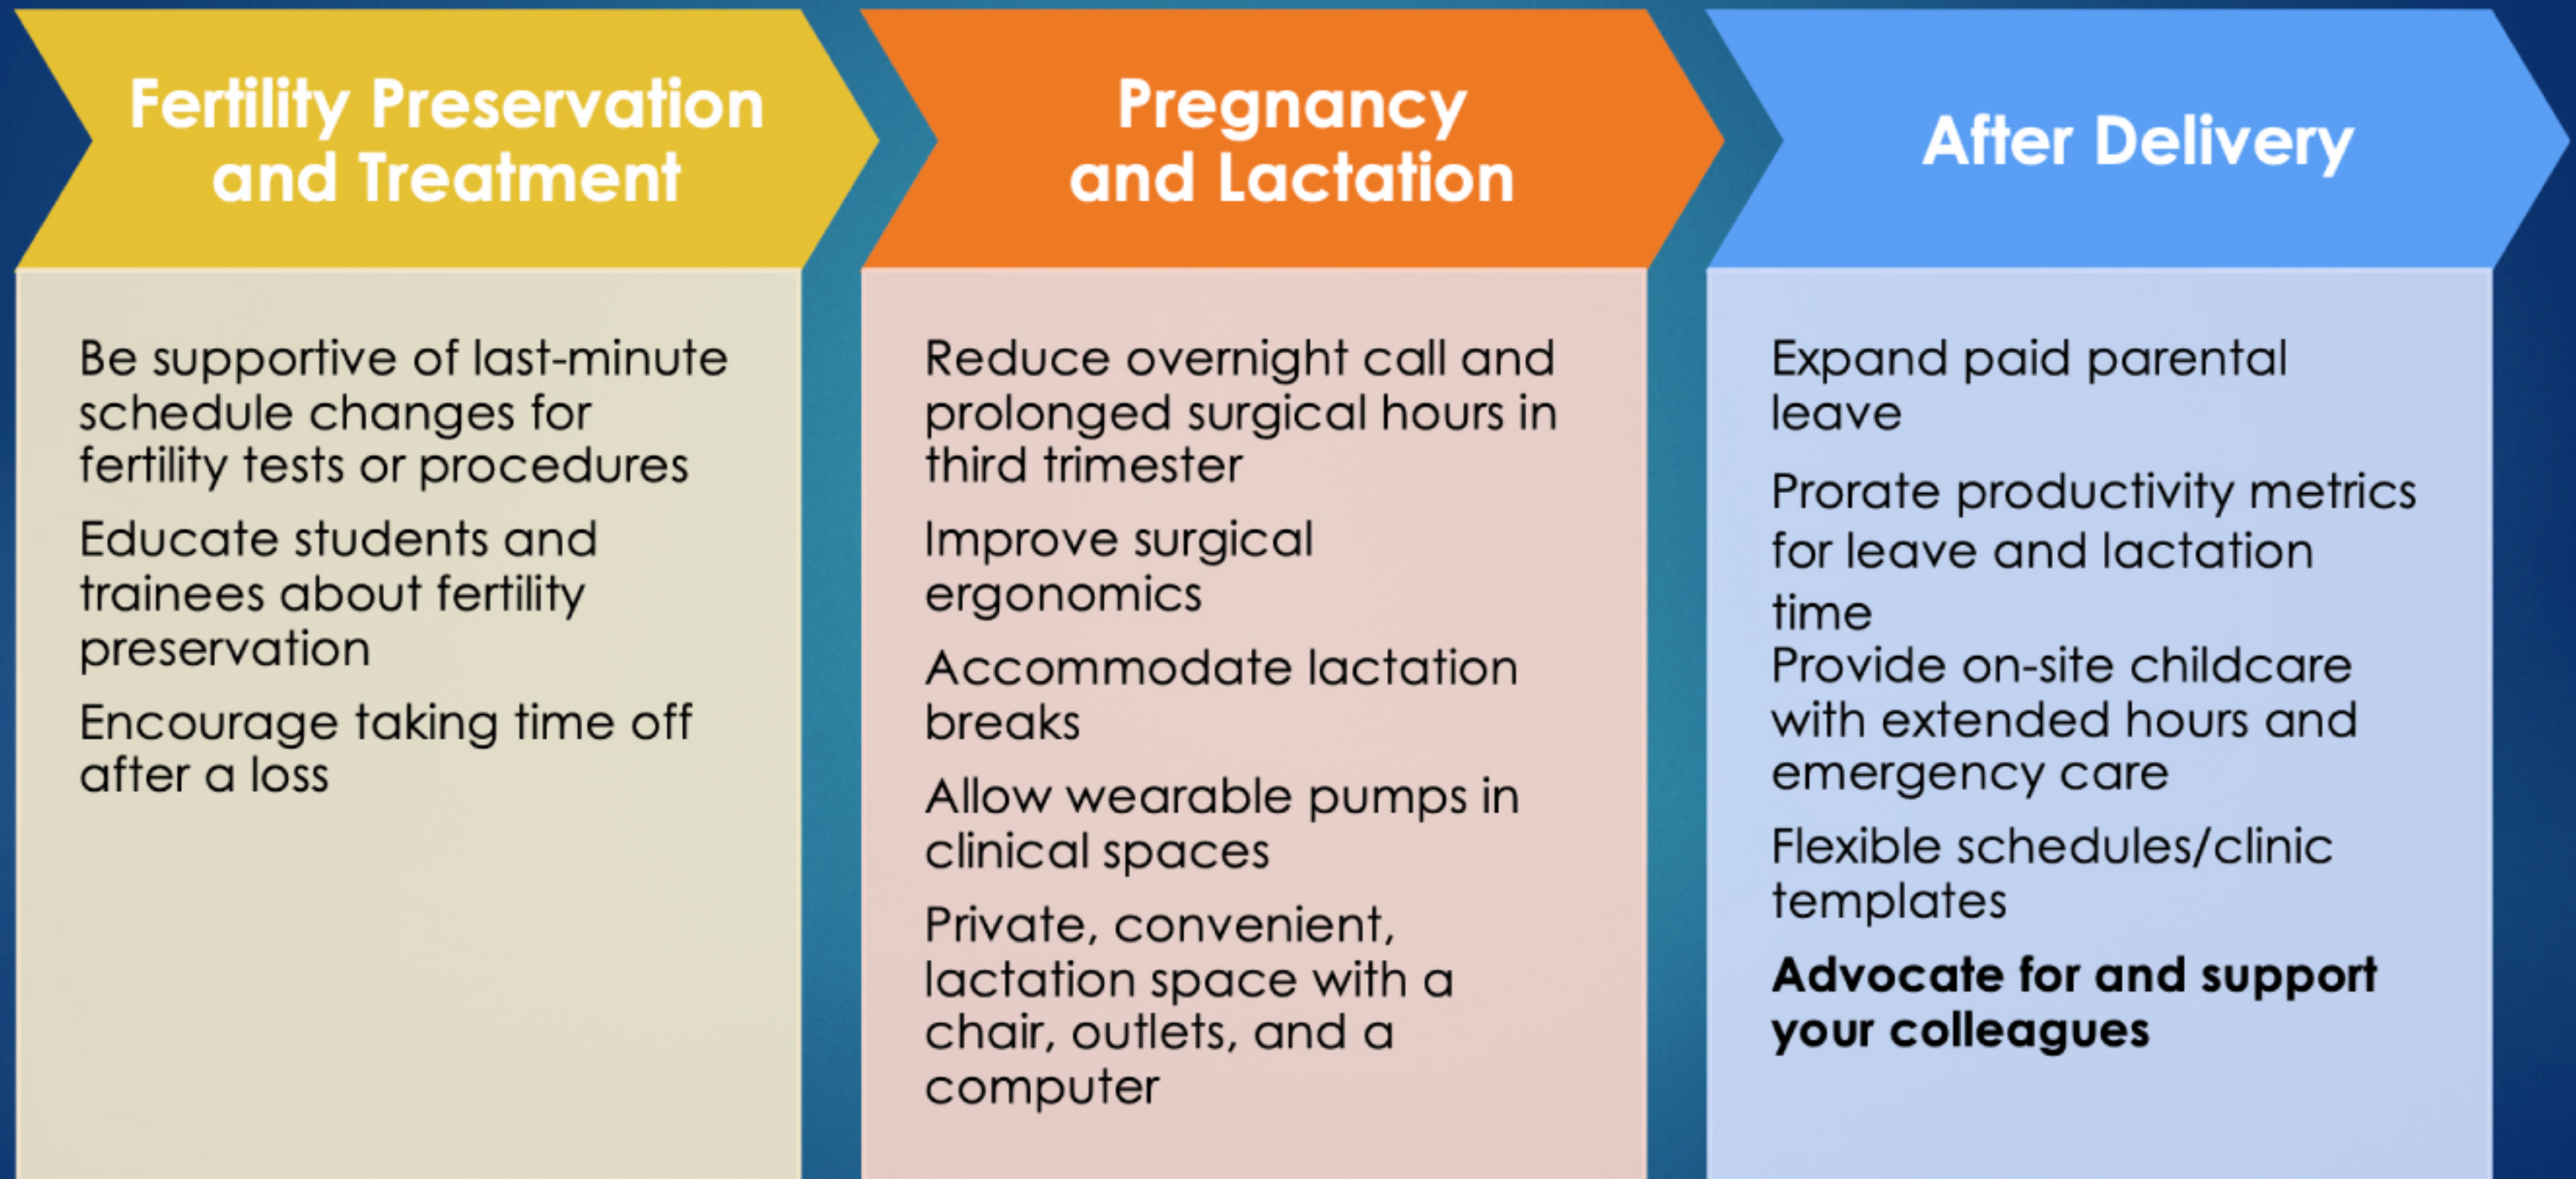 Fertility Preservation
and Treatment
Be supportive of last-minute
schedule changes for
fertility tests or procedures
Educate students and
trainees about fertility
preservation
Encourage taking time off
after a loss
Pregnancy
and Lactation
Reduce overnight call and
prolonged surgical hours in
third trimester
Improve surgical
ergonomics
Accommodate lactation
breaks
Allow wearable pumps in
clinical spaces
Private, convenient,
lactation space with a
chair, outlets, and a
computer
After Delivery
Expand paid parental
leave
Prorate productivity metrics
for leave and lactation
time
Provide on-site childcare
with extended hours and
emergency care
Flexible schedules/clinic
templates
Advocate for and support
your colleagues